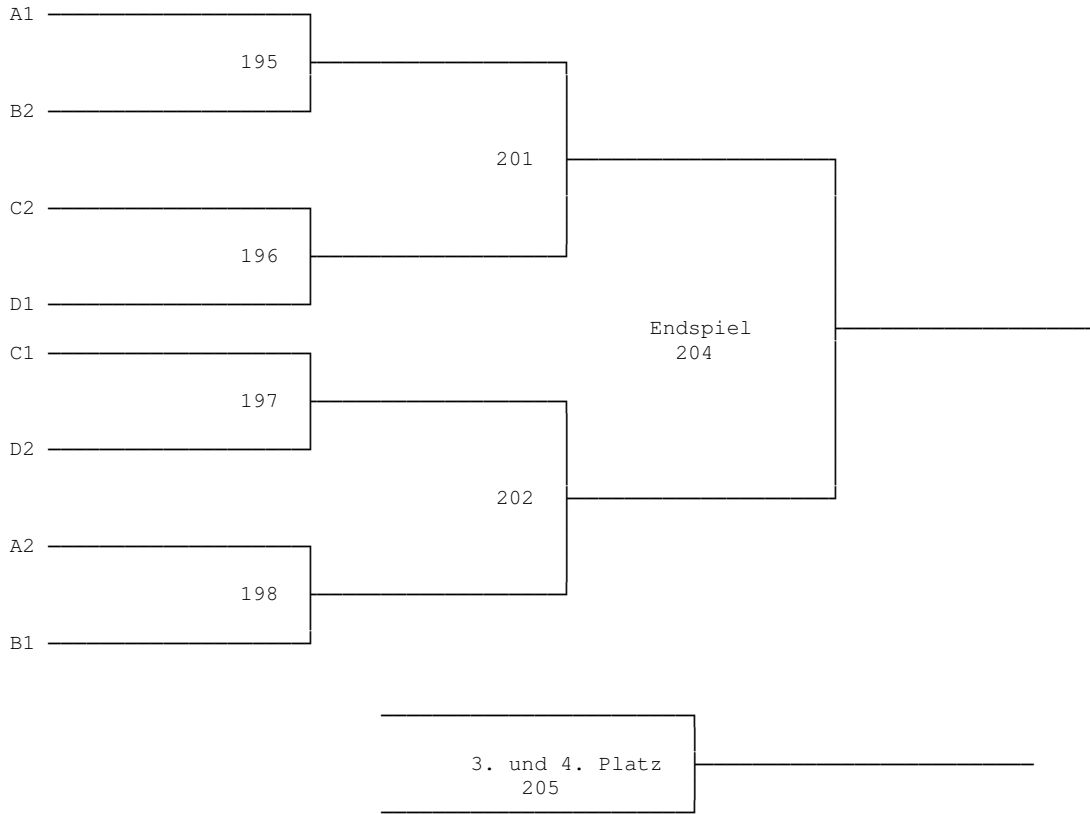 A1
195
B2
201
C2
196
D1
Endspiel
C1
204
197
D2
202
A2
198
B1
3. und 4. Platz
205